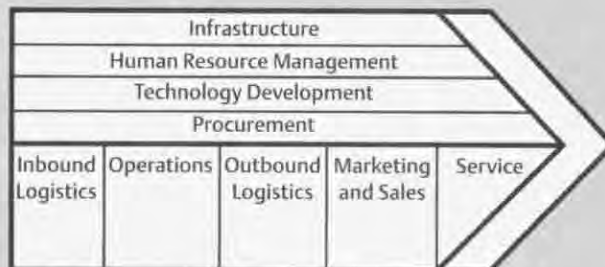 Infrastructure
Human Resource Management
Technology Development
Procurement
Inbound
Logistics
Operations
Outbound
Logistics
Marketing
and Sales
Service